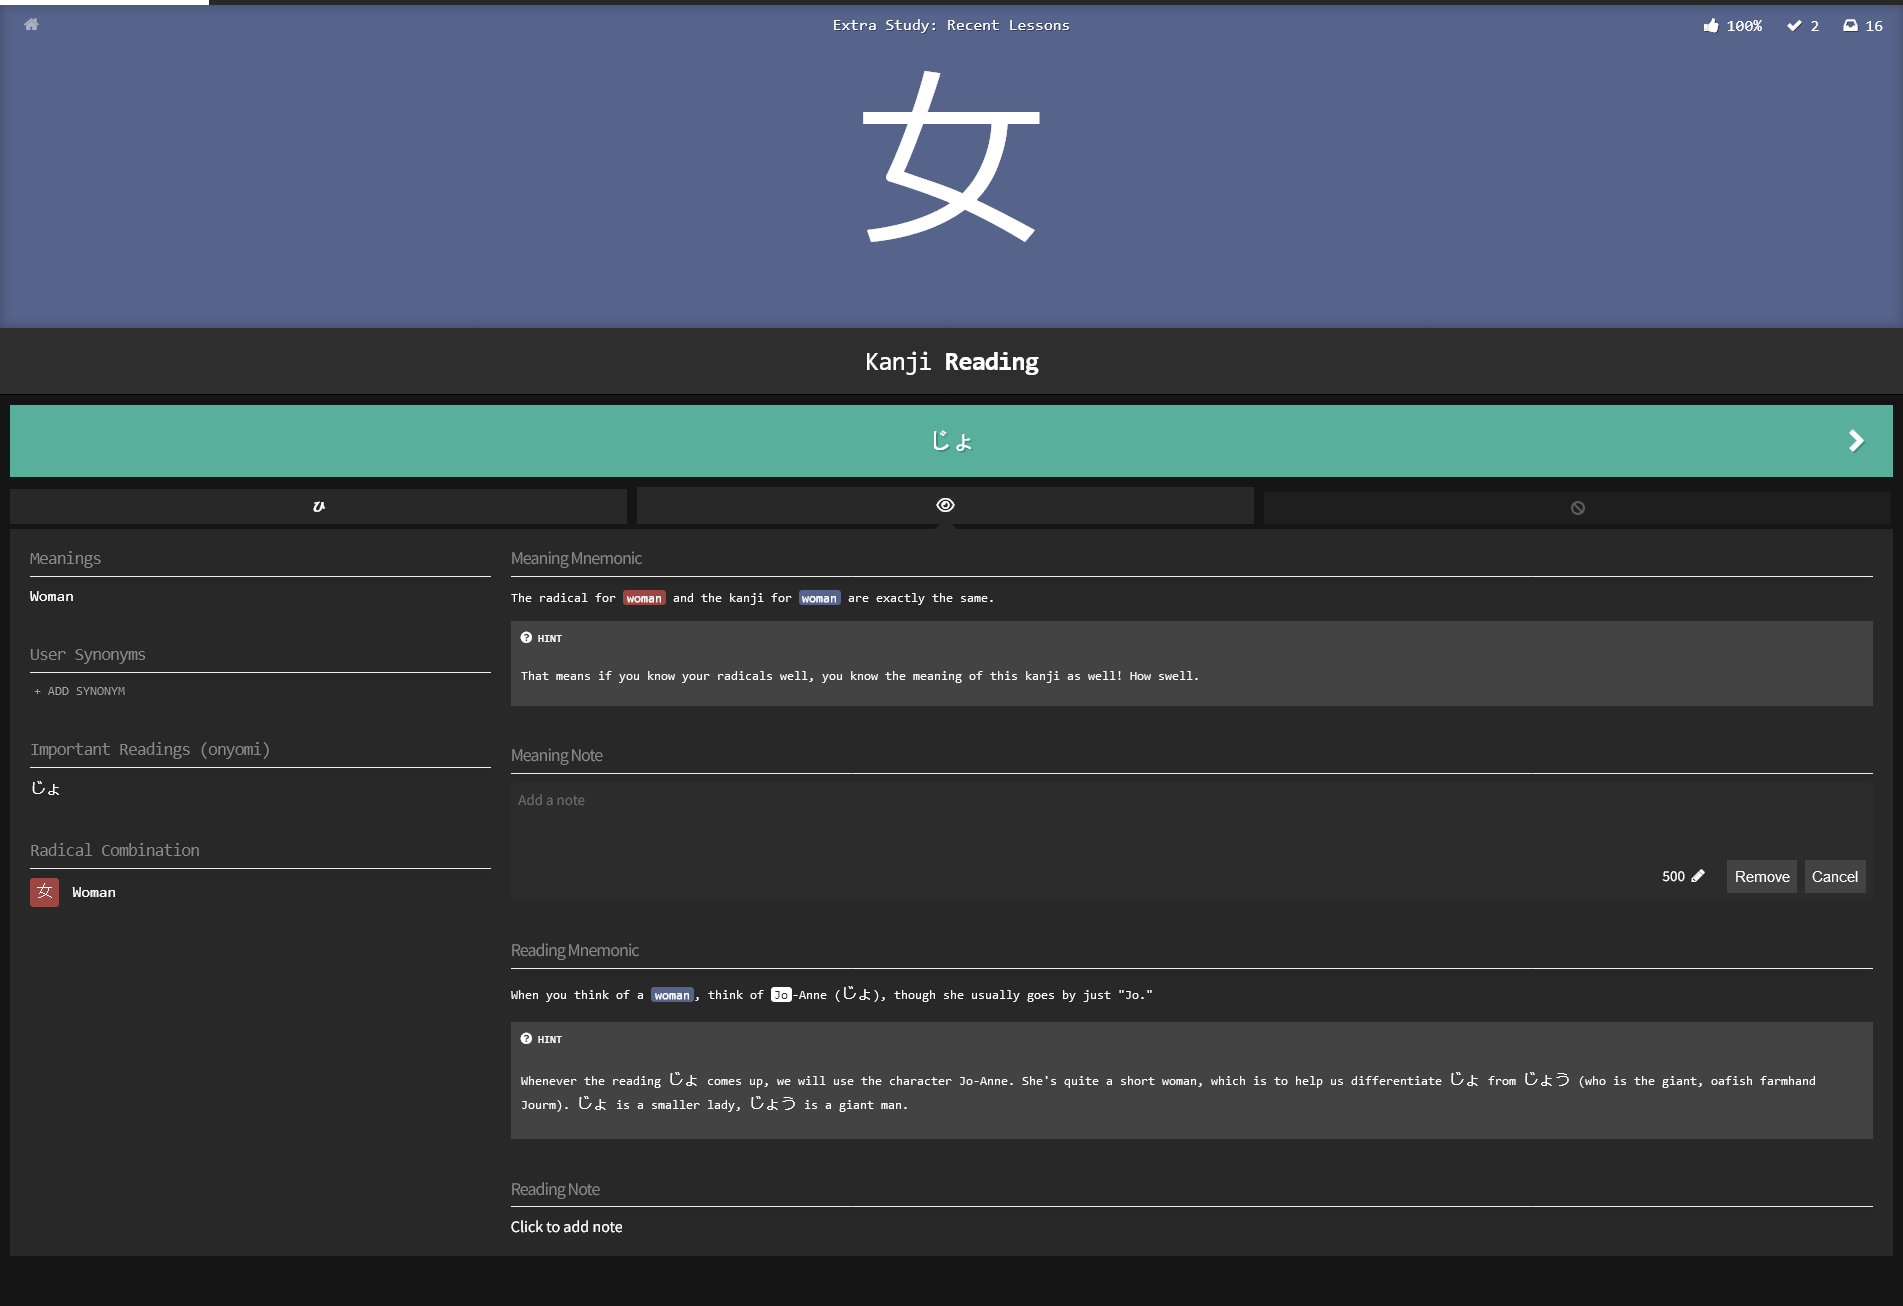 Extra Study: Recent Lessons
100% 2 16
女
Kanji Reading
じょ
ひ
Meanings
Woman
User Synonyms
+ ADD SYNONYM
Important Readings (onyomi)
じょ
Radical Combination
女 Woman
Meaning Mnemonic
The radical for woman and the kanji for woman are exactly the same.
HINT
That means if you know your radicals well, you know the meaning of this kanji as well! How swell.
Meaning Note
Add a note
500 Remove Cancel
Reading Mnemonic
When you think of a woman, think of Jo-Anne (じょ), though she usually goes by just "Jo."
HINT
Whenever the reading じょ comes up, we will use the character Jo-Anne. She's quite a short woman, which is to help us differentiate じょ from じょう (who is the giant, oafish farmhand
Jourm). じょ is a smaller lady, じょう is a giant man.
Reading Note
Click to add note